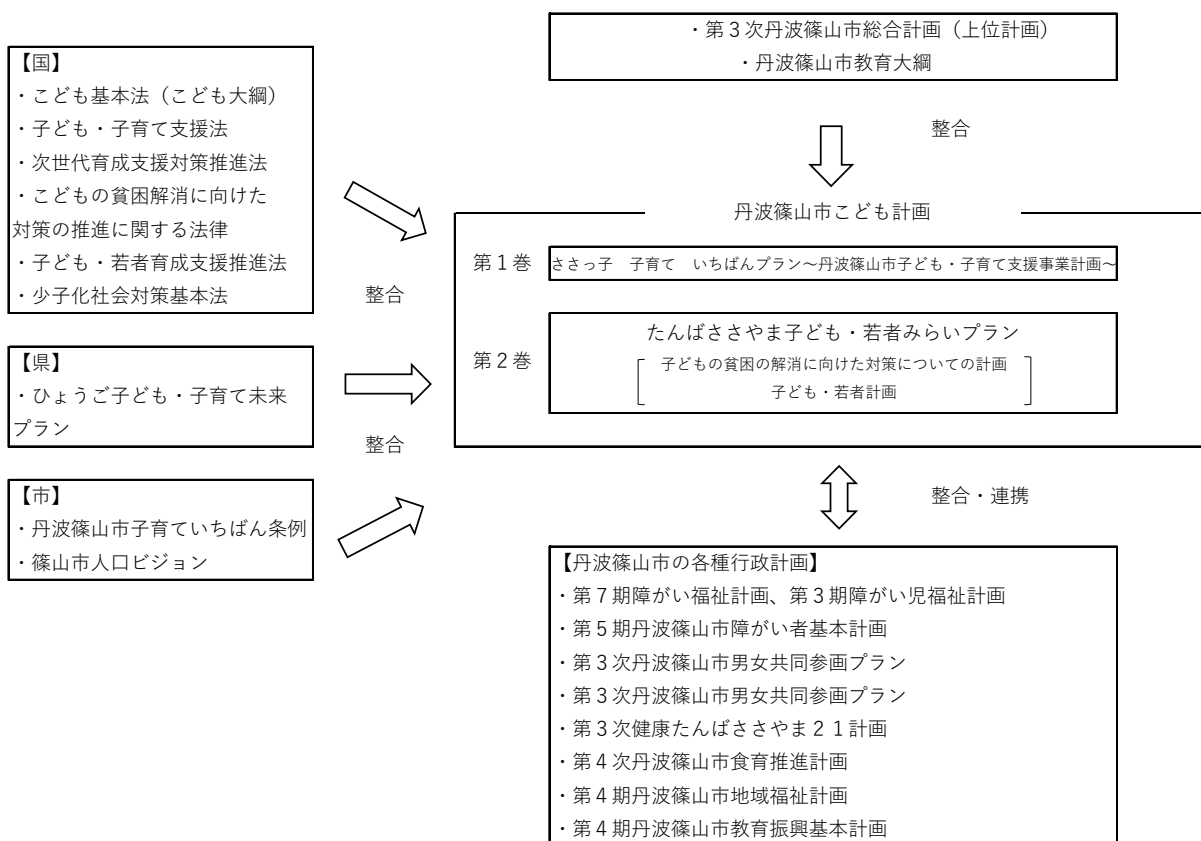 ・第３次丹波篠山市総合計画（上位計画）
・丹波篠山市教育大綱
【国】
・こども基本法（こども大綱）
・子ども・子育て支援法
・次世代育成支援対策推進法
・こどもの貧困解消に向けた
対策の推進に関する法律
・子ども・若者育成支援推進法
・少子化社会対策基本法
整合
整合
丹波篠山市こども計画
第１巻
ささっ子　子育て　いちばんプラン～丹波篠山市子ども・子育て支援事業計画～
第２巻
たんばささやま子ども・若者みらいプラン
子どもの貧困の解消に向けた対策についての計画
子ども・若者計画
【県】
・ひょうご子ども・子育て未来
プラン
整合
【市】
・丹波篠山市子育ていちばん条例
・篠山市人口ビジョン
整合・連携
【丹波篠山市の各種行政計画】
・第７期障がい福祉計画、第３期障がい児福祉計画
・第５期丹波篠山市障がい者基本計画
・第３次丹波篠山市男女共同参画プラン
・第３次丹波篠山市男女共同参画プラン
・第３次健康たんばささやま２１計画
・第４次丹波篠山市食育推進計画
・第４期丹波篠山市地域福祉計画
・第４期丹波篠山市教育振興基本計画